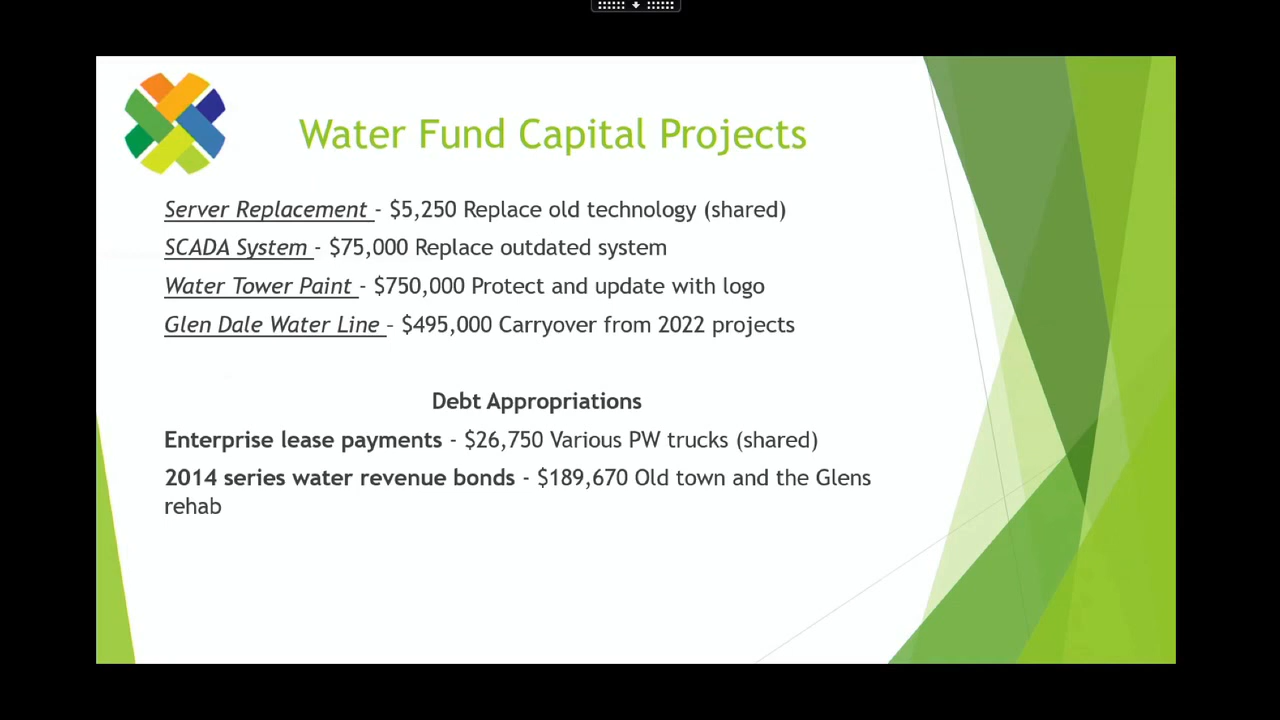 Water Fund Capital Projects
Server Replacement - $5,250 Replace old technology (shared)
SCADA System - $75,000 Replace outdated system
Water Tower Paint - $750,000 Protect and update with logo
Glen Dale Water Line – $495,000 Carryover from 2022 projects
Debt Appropriations
Enterprise lease payments - $26,750 Various PW trucks (shared)
2014 series water revenue bonds - $189,670 Old town and the Glens
rehab